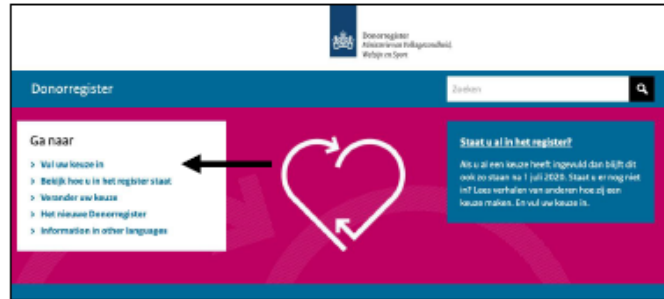 Donorregister
Ministerie van Volksgezondheid,
Welzijn en Sport
Donorregister
Zoeken
Ga naar
> Vul uw keuze in
> Bekijk hoe u in het register staat
> Verander uw keuze
> Het nieuwe Donorregister
> Information in other languages
Staat u al in het register?
Als u al een keuze heeft ingevuld dan blijft dit
ook zo staan na 1 juli 2020. Staat u er nog niet
in? Lees verhalen van anderen hoe zij een
keuze maken. En vul uw keuze in.